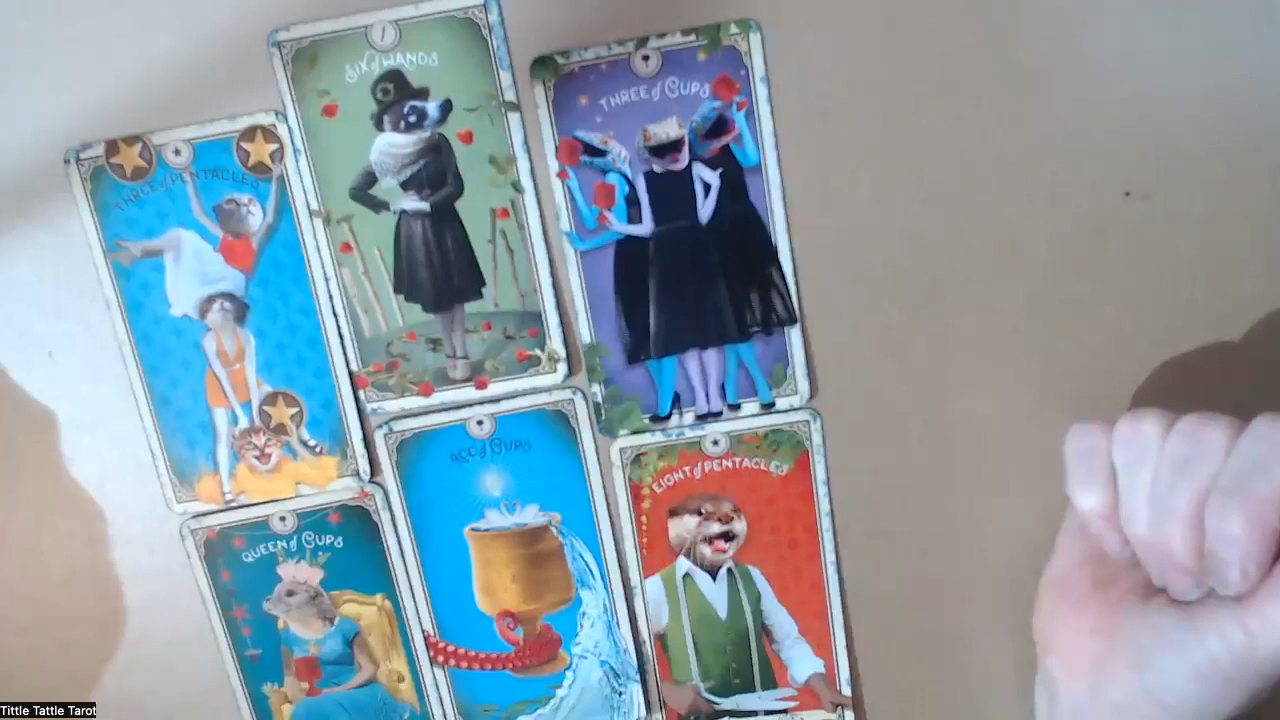 SIX of WANDS
THREE of CUPS
THREE of PENTACLES
ACE of CUPS
EIGHT of PENTACLES
QUEEN of CUPS
Tittle Tattle Tarot